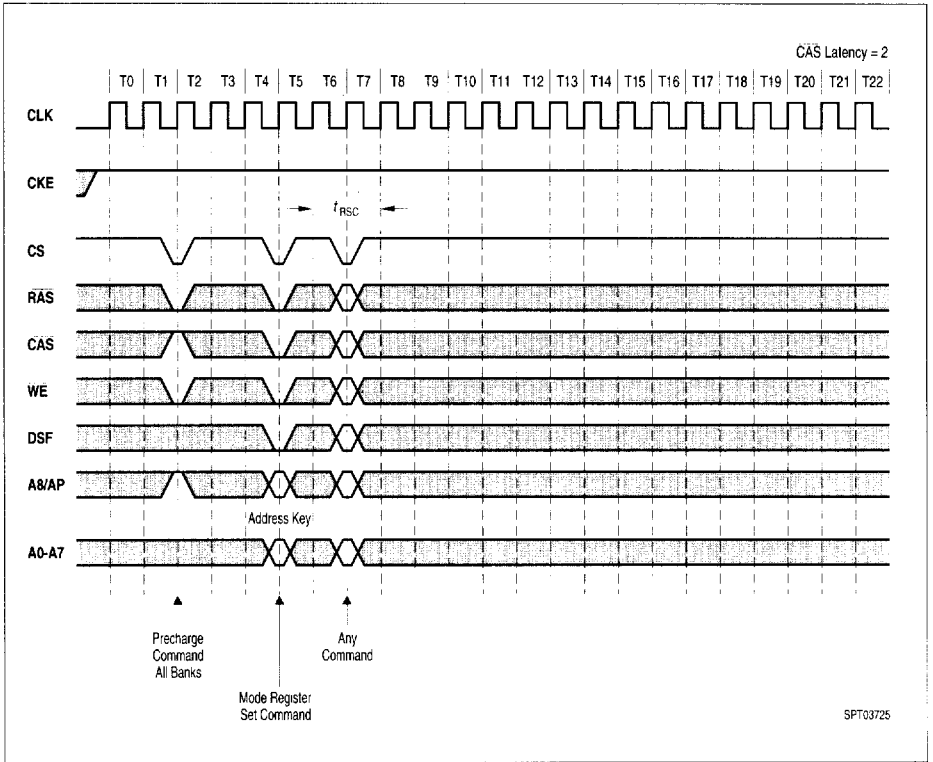 CAS Latency = 2
T0 T1 T2 T3 T4 T5 T6 T7 T8 T9 T10 T11 T12 T13 T14 T15 T16 T17 T18 T19 T20 T21 T22
CLK
CKE
t RSC
CS
RAS
CAS
WE
DSF
A8/AP
Address Key
A0-A7
Precharge
Command
All Banks
Any
Command
Mode Register
Set Command
SPT03725